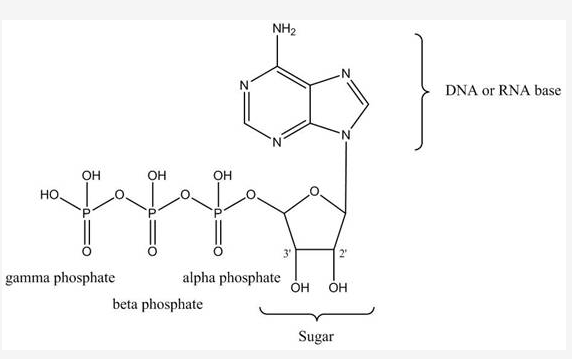 NH2
N
N
N
N
DNA or RNA base
OH
OH
OH
HO
O
O
O
O
P
P
P
O
O
O
3'
2'
OH
OH
gamma phosphate
alpha phosphate
beta phosphate
Sugar